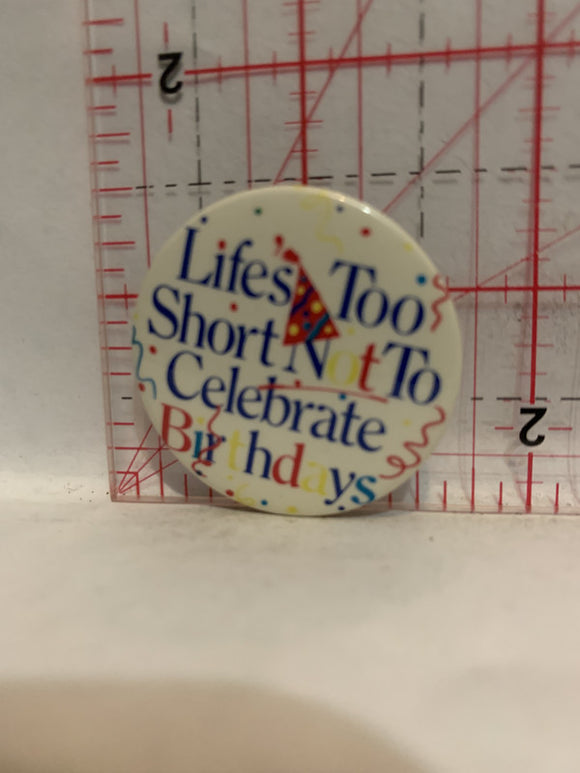 2
Lifes' Too
Short Not To
Celebrate
Birthdays
2